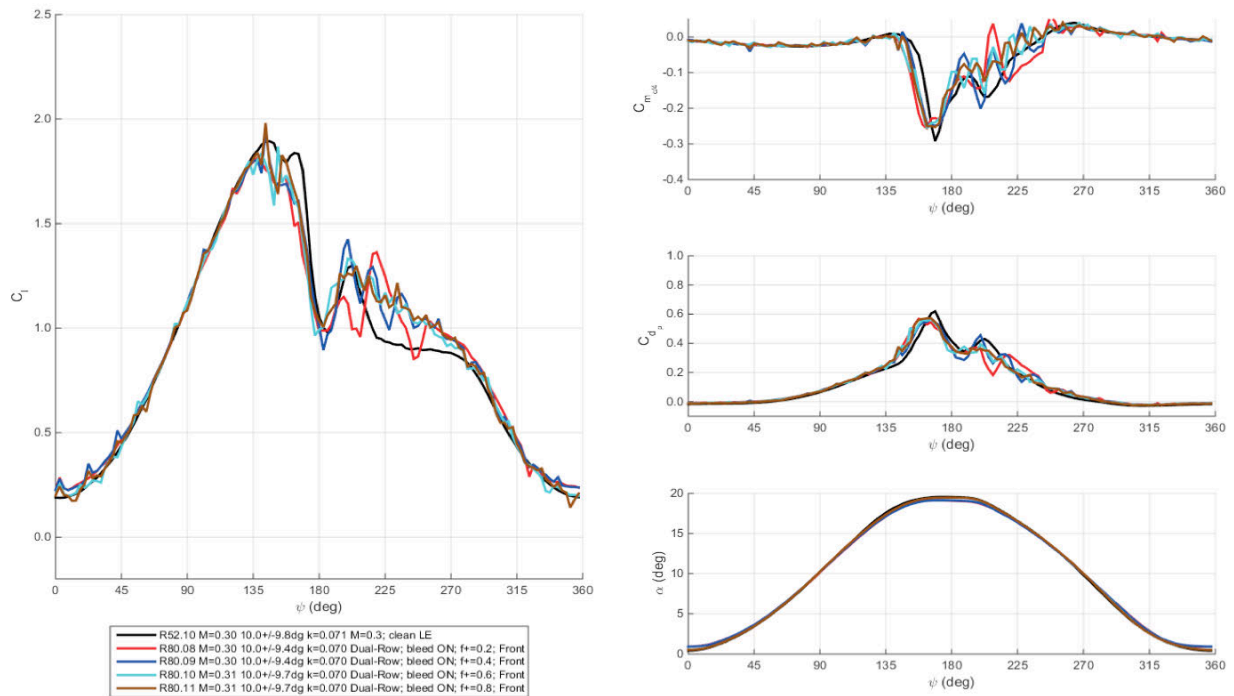 2.5
2.0
1.5
1.0
0.5
0.0
C_l
0 45 90 135 180 225 270 315 360
ψ (deg)
R52.10 M=0.30 10.0+/-9.8dg k=0.071 M=0.3; clean LE
R80.08 M=0.30 10.0+/-9.4dg k=0.070 Dual-Row; bleed ON; f+=0.2; Front
R80.09 M=0.30 10.0+/-9.4dg k=0.070 Dual-Row; bleed ON; f+=0.4; Front
R80.10 M=0.31 10.0+/-9.7dg k=0.070 Dual-Row; bleed ON; f+=0.6; Front
R80.11 M=0.31 10.0+/-9.7dg k=0.070 Dual-Row; bleed ON; f+=0.8; Front
0.0
-0.1
-0.2
-0.3
-0.4
C_m_c/4
0 45 90 135 180 225 270 315 360
ψ (deg)
1.0
0.8
0.6
0.4
0.2
0.0
C_d_p
0 45 90 135 180 225 270 315 360
ψ (deg)
20
15
10
5
0
α (deg)
0 45 90 135 180 225 270 315 360
ψ (deg)